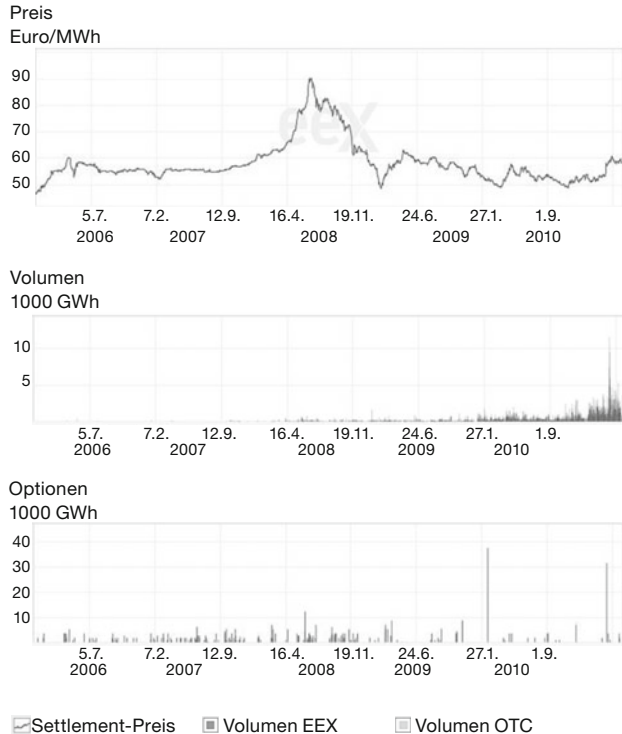 Preis
Euro/MWh
eex
90
80
70
60
50
5.7. 7.2. 12.9. 16.4. 19.11. 24.6. 27.1. 1.9.
2006 2007 2008 2009 2010
Volumen
1000 GWh
10
5
5.7. 7.2. 12.9. 16.4. 19.11. 24.6. 27.1. 1.9.
2006 2007 2008 2009 2010
Optionen
1000 GWh
40
30
20
10
5.7. 7.2. 12.9. 16.4. 19.11. 24.6. 27.1. 1.9.
2006 2007 2008 2009 2010
Settlement-Preis Volumen EEX Volumen OTC